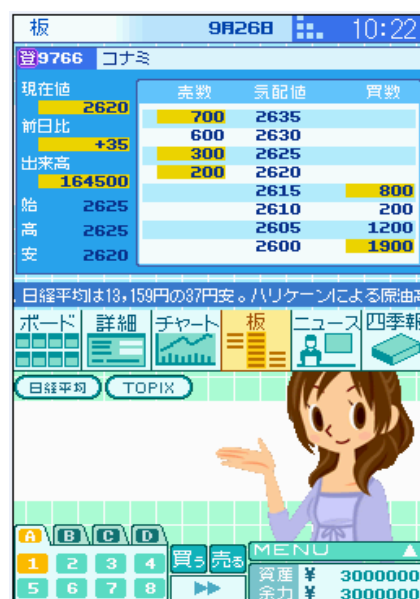 板 9月26日 10:22
登9766 コナミ
現在値
2620
前日比
+35
出来高
164500
始 2625
高 2625
安 2620
売数 気配値 買数
700 2635
600 2630
300 2625
200 2620
2615 800
2610 200
2605 1200
2600 1900
.日経平均は13,159円の37円安。ハリケーンによる原油
ボード 詳細 チャート 板 ニュース 四季報
日経平均 TOPIX
A B C D
1 2 3 4 買う 売る MENU
5 6 7 8
資産 ¥ 3000000
余力 ¥ 3000000